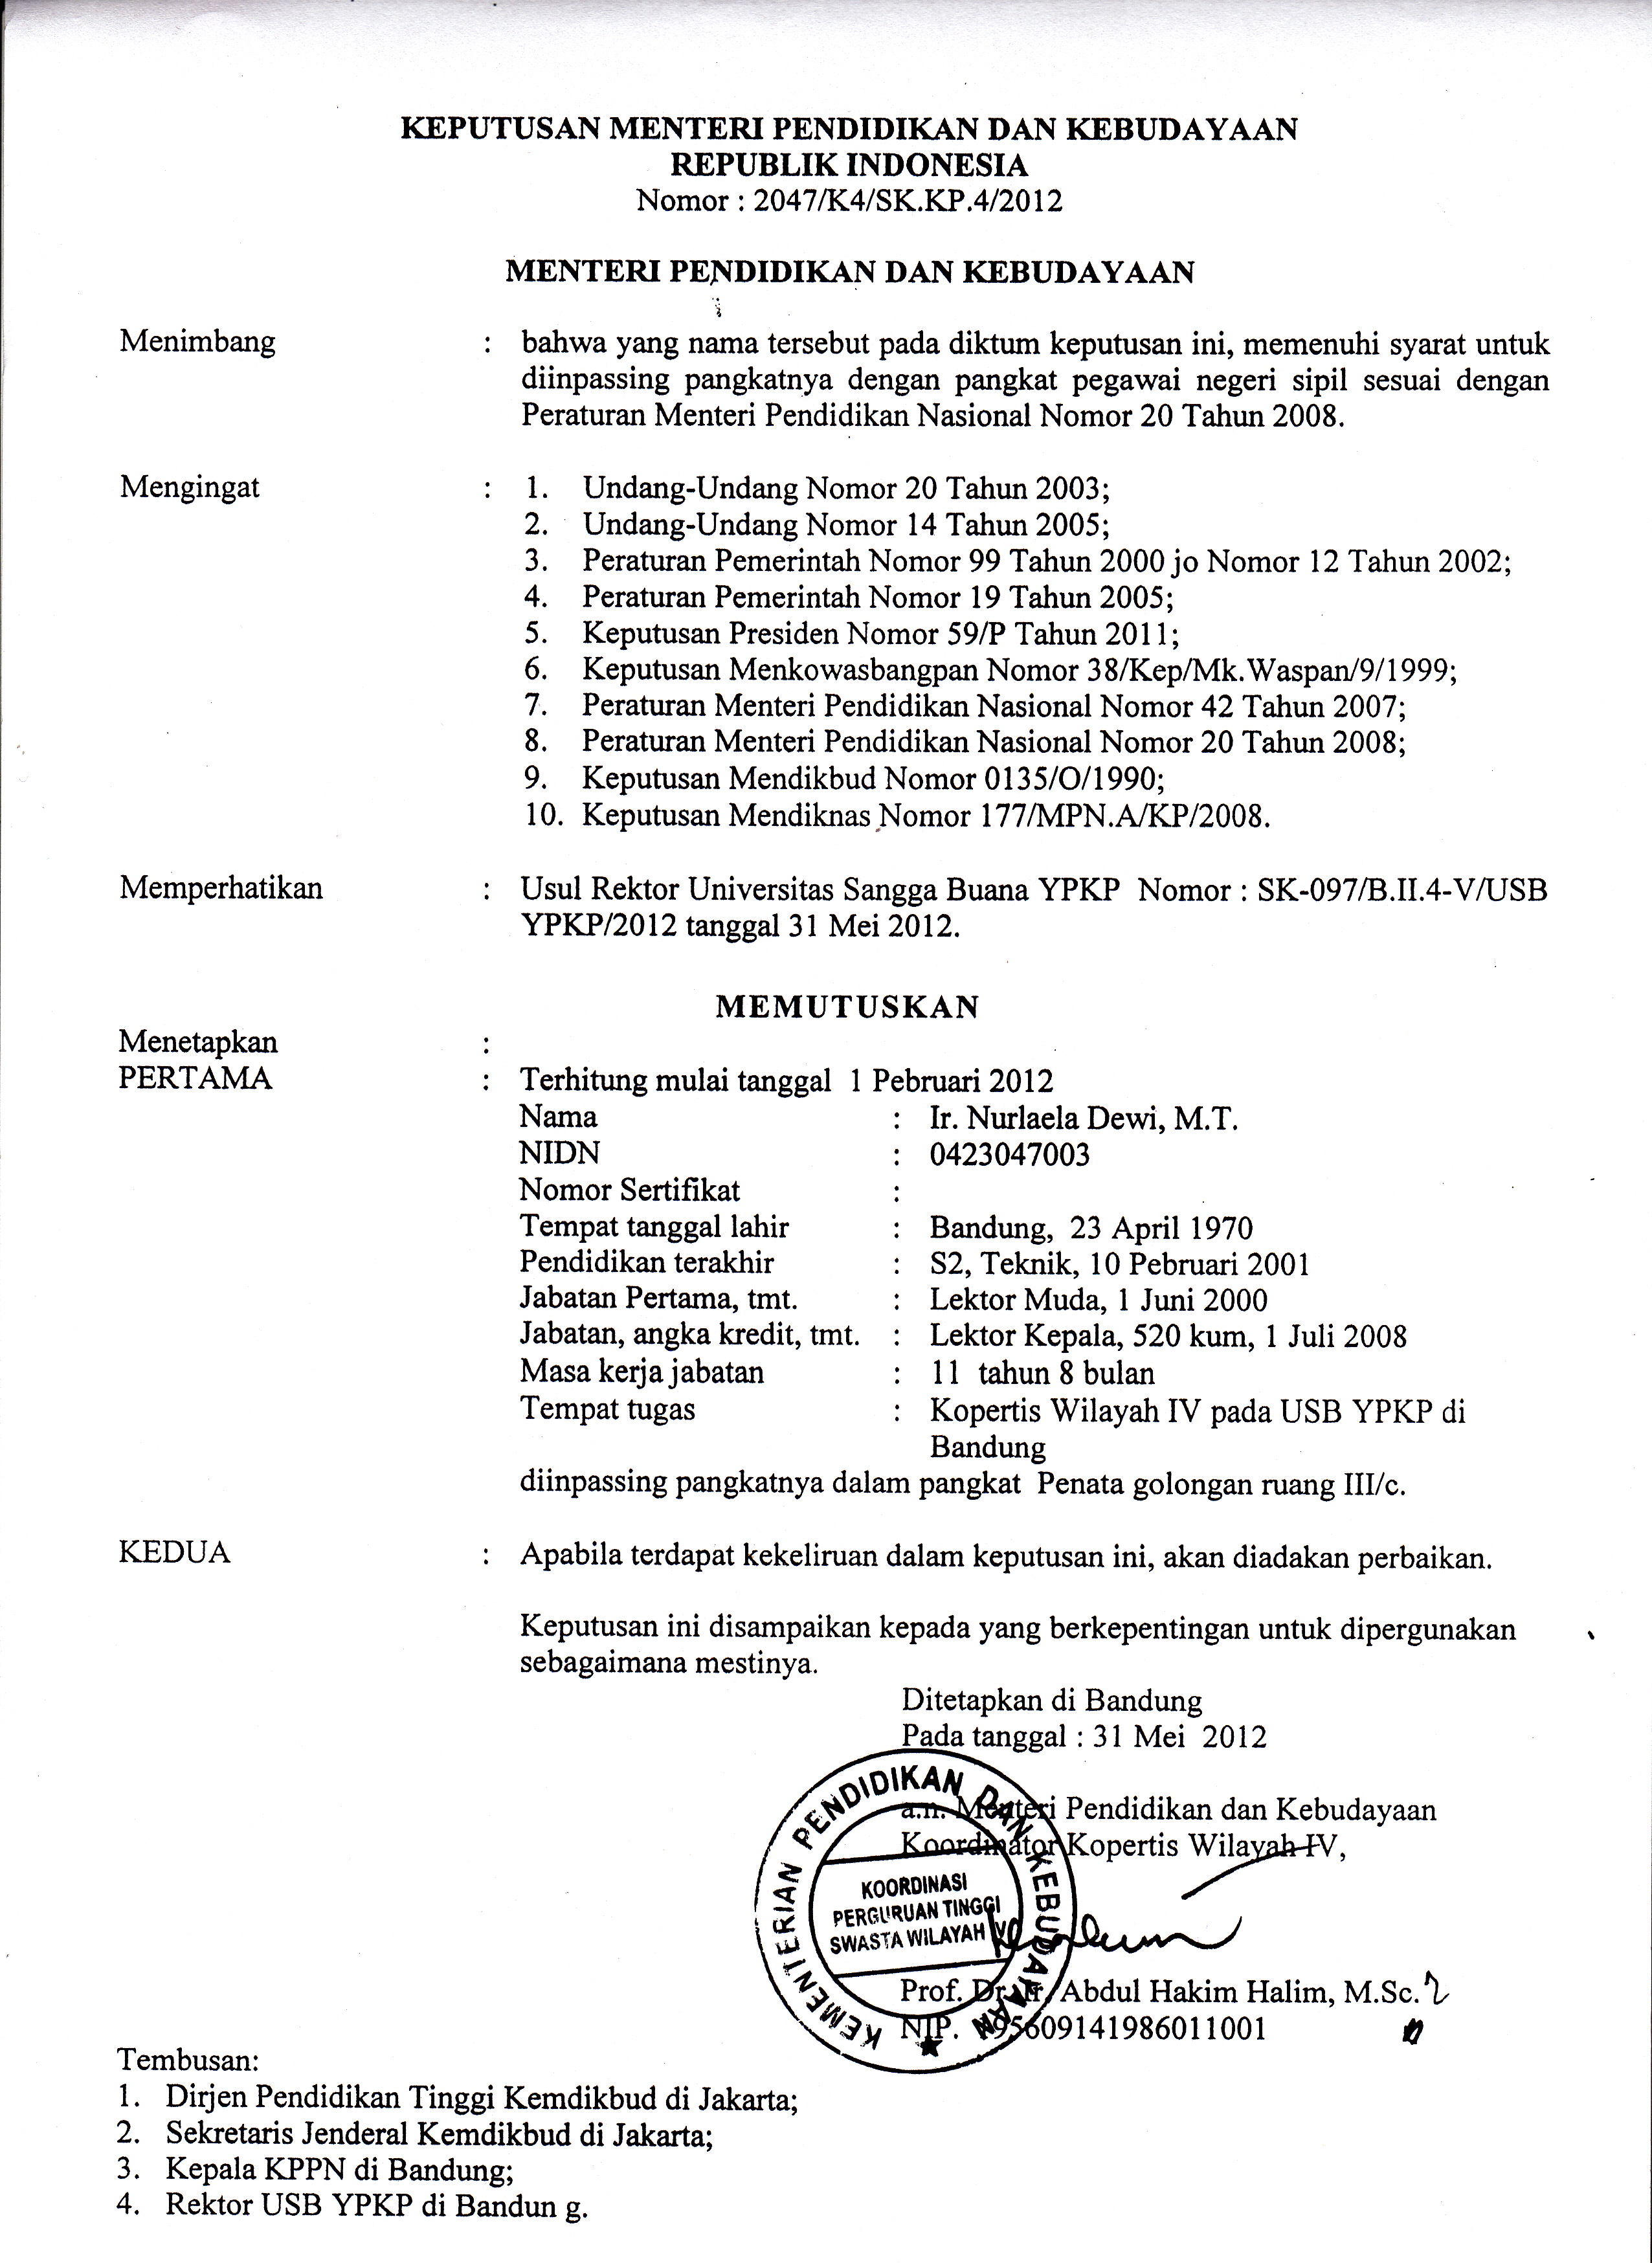 KEPUTUSAN MENTERI PENDIDIKAN DAN KEBUDAYAAN
REPUBLIK INDONESIA
Nomor : 2047/K4/SK.KP.4/2012
MENTERI PENDIDIKAN DAN KEBUDAYAAN
Menimbang : bahwa yang nama tersebut pada diktum keputusan ini, memenuhi syarat untuk
diinpassing pangkatnya dengan pangkat pegawai negeri sipil sesuai dengan
Peraturan Menteri Pendidikan Nasional Nomor 20 Tahun 2008.
Mengingat : 1. Undang-Undang Nomor 20 Tahun 2003;
2. Undang-Undang Nomor 14 Tahun 2005;
3. Peraturan Pemerintah Nomor 99 Tahun 2000 jo Nomor 12 Tahun 2002;
4. Peraturan Pemerintah Nomor 19 Tahun 2005;
5. Keputusan Presiden Nomor 59/P Tahun 2011;
6. Keputusan Menkowasbangpan Nomor 38/Kep/Mk.Waspan/9/1999;
7. Peraturan Menteri Pendidikan Nasional Nomor 42 Tahun 2007;
8. Peraturan Menteri Pendidikan Nasional Nomor 20 Tahun 2008;
9. Keputusan Mendikbud Nomor 0135/O/1990;
10. Keputusan Mendiknas Nomor 177/MPN.A/KP/2008.
Memperhatikan : Usul Rektor Universitas Sangga Buana YPKP Nomor : SK-097/B.II.4-V/USB
YPKP/2012 tanggal 31 Mei 2012.
MEMUTUSKAN
Menetapkan :
PERTAMA : Terhitung mulai tanggal 1 Pebruari 2012
Nama : Ir. Nurlaela Dewi, M.T.
NIDN : 0423047003
Nomor Sertifikat :
Tempat tanggal lahir : Bandung, 23 April 1970
Pendidikan terakhir : S2, Teknik, 10 Pebruari 2001
Jabatan Pertama, tmt. : Lektor Muda, 1 Juni 2000
Jabatan, angka kredit, tmt. : Lektor Kepala, 520 kum, 1 Juli 2008
Masa kerja jabatan : 11 tahun 8 bulan
Tempat tugas : Kopertis Wilayah IV pada USB YPKP di
Bandung
diinpassing pangkatnya dalam pangkat Penata golongan ruang III/c.
KEDUA : Apabila terdapat kekeliruan dalam keputusan ini, akan diadakan perbaikan.
Keputusan ini disampaikan kepada yang berkepentingan untuk dipergunakan
sebagaimana mestinya.
Ditetapkan di Bandung
Pada tanggal : 31 Mei 2012
a.n. Menteri Pendidikan dan Kebudayaan
Koordinator Kopertis Wilayah IV,
KEMENTERIAN PENDIDIKAN DAN KEBUDAYAAN
KOORDINASI
PERGURUAN TINGGI
SWASTA WILAYAH IV
Prof. Dr. Ir. Abdul Hakim Halim, M.Sc.
NIP. 195609141986011001
Tembusan:
1. Dirjen Pendidikan Tinggi Kemdikbud di Jakarta;
2. Sekretaris Jenderal Kemdikbud di Jakarta;
3. Kepala KPPN di Bandung;
4. Rektor USB YPKP di Bandun g.